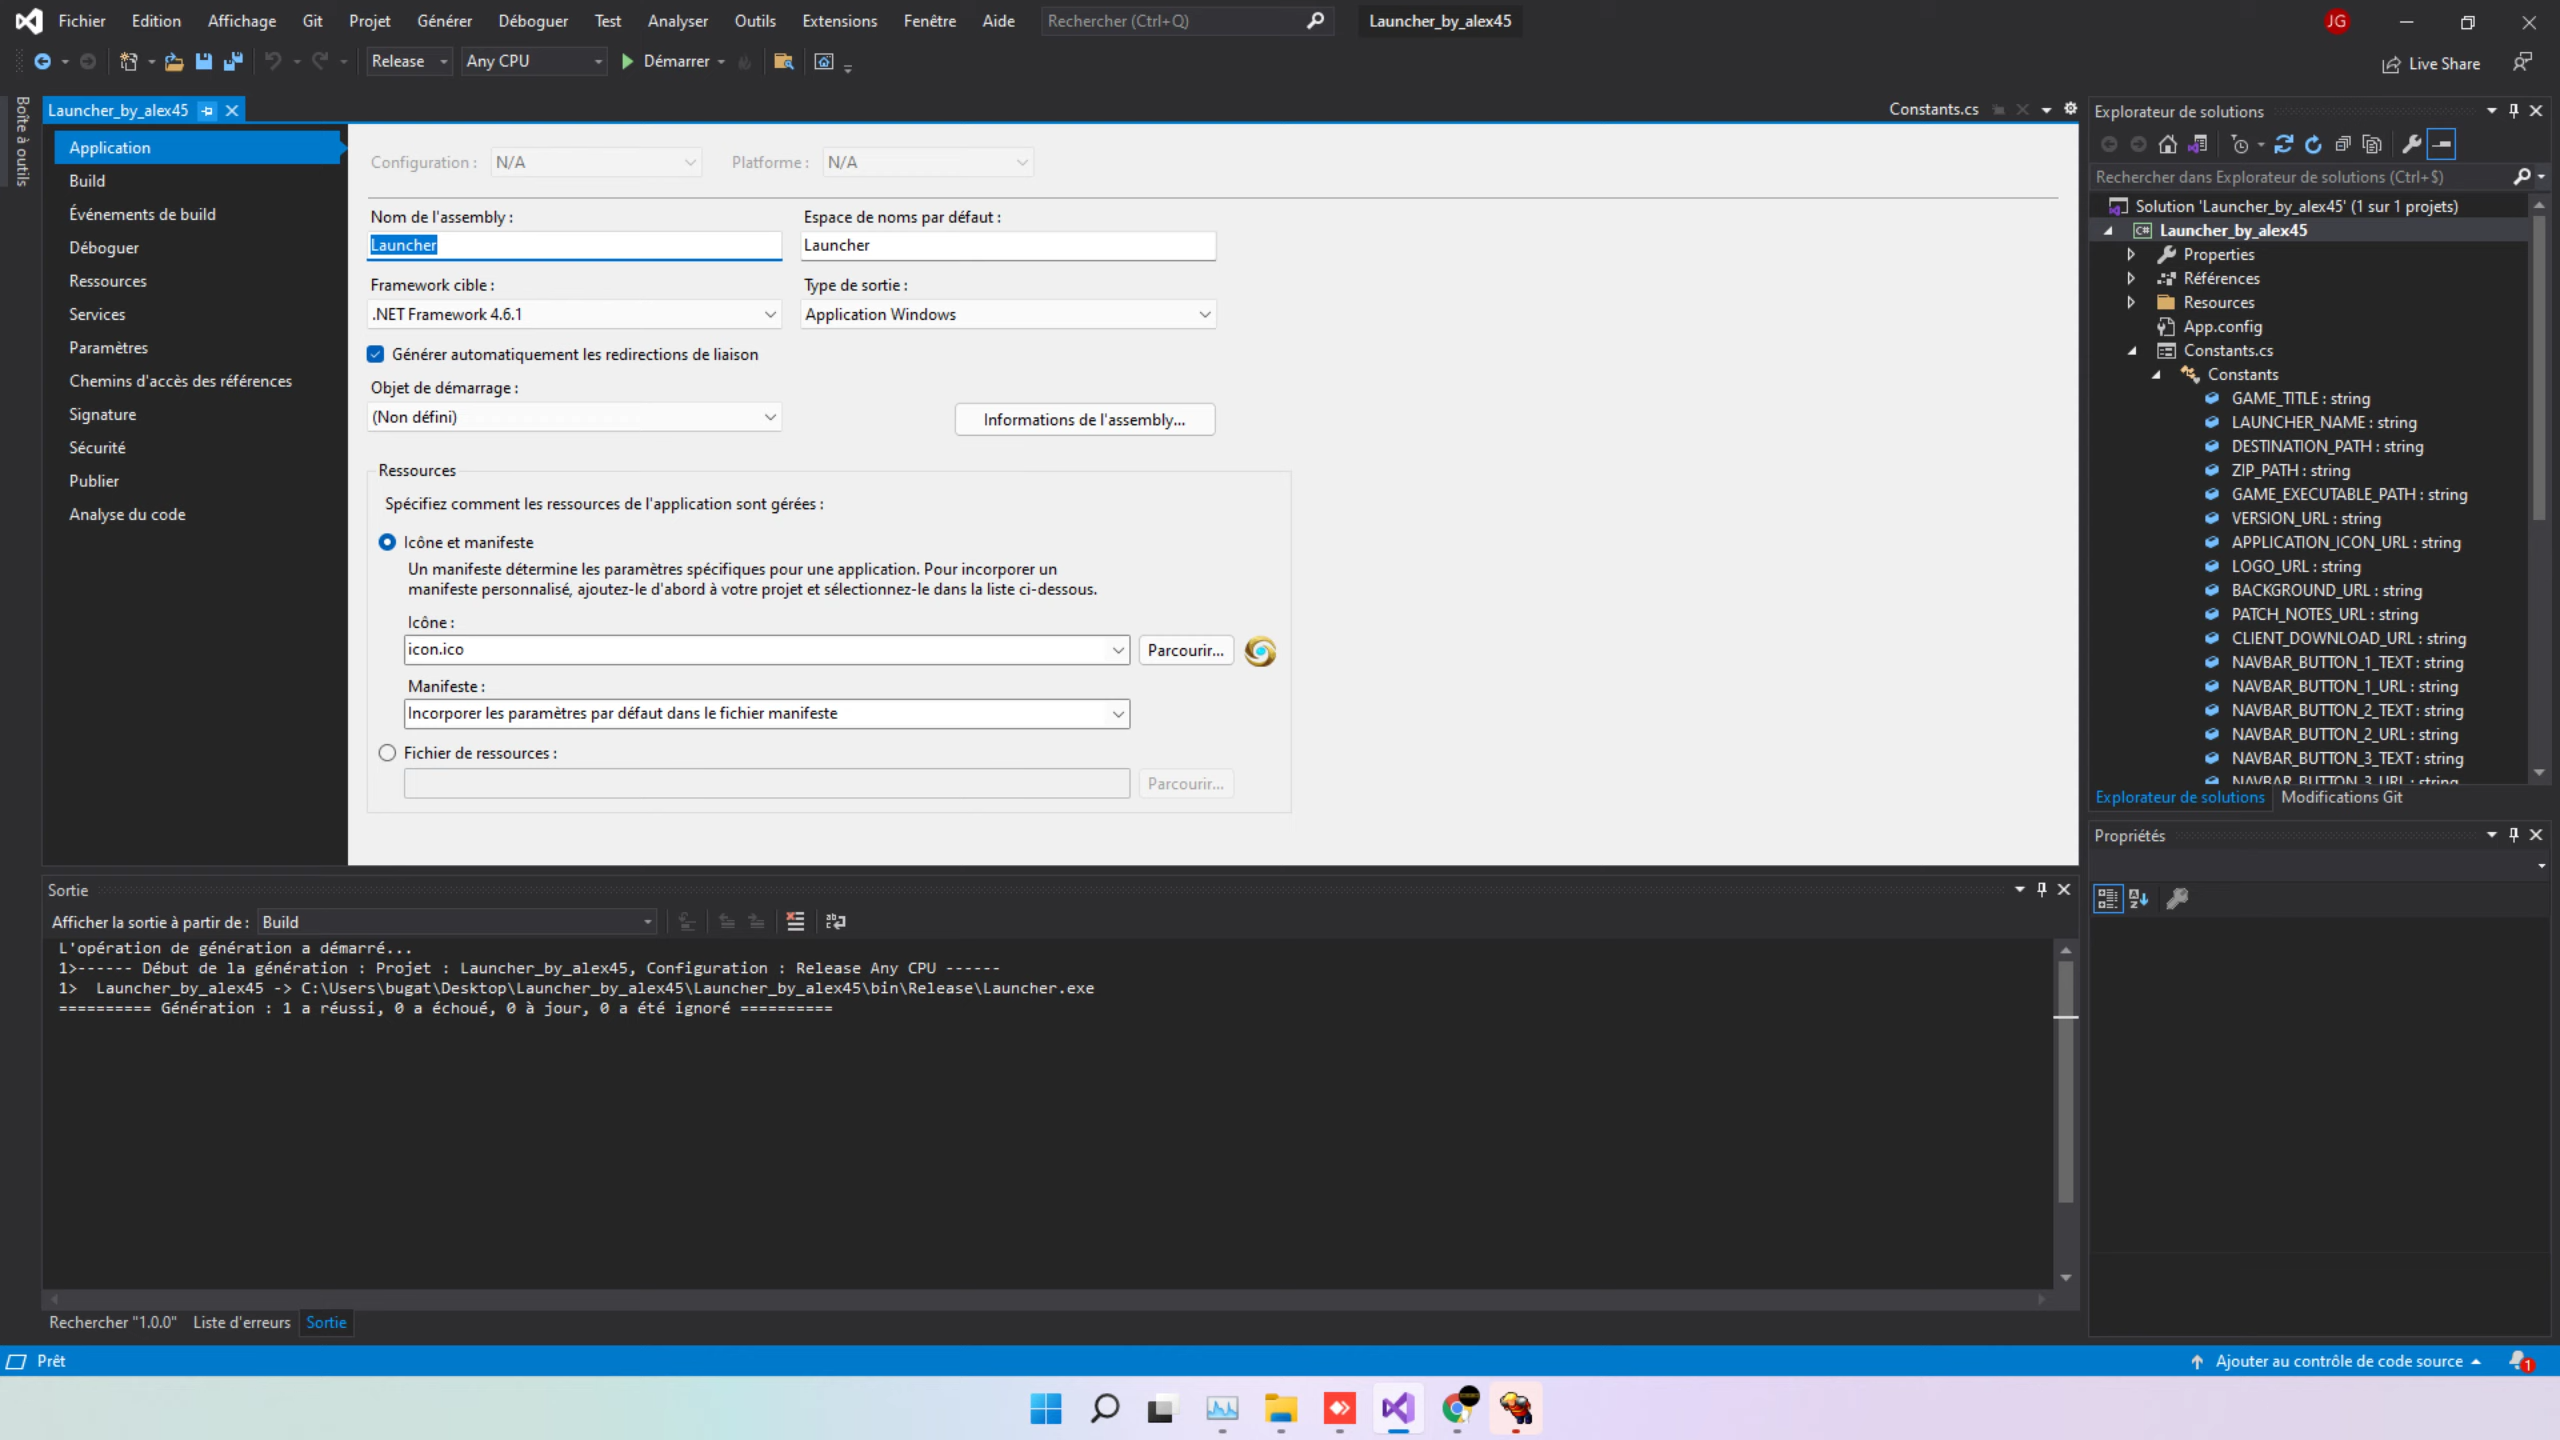 Fichier Edition Affichage Git Projet Générer Déboguer Test Analyser Outils Extensions Fenêtre Aide Rechercher (Ctrl+Q) Launcher_by_alex45 JG
Release Any CPU Démarrer Live Share
Boîte à outils
Launcher_by_alex45 Constants.cs
Application
Build
Événements de build
Déboguer
Ressources
Services
Paramètres
Chemins d'accès des références
Signature
Sécurité
Publier
Analyse du code
Configuration : N/A Platforme : N/A
Nom de l'assembly : Espace de noms par défaut :
Launcher Launcher
Framework cible : Type de sortie :
.NET Framework 4.6.1 Application Windows
Générer automatiquement les redirections de liaison
Objet de démarrage :
(Non défini) Informations de l'assembly...
Ressources
Spécifiez comment les ressources de l'application sont gérées :
Icône et manifeste
Un manifeste détermine les paramètres spécifiques pour une application. Pour incorporer un
manifeste personnalisé, ajoutez-le d'abord à votre projet et sélectionnez-le dans la liste ci-dessous.
Icône :
icon.ico Parcourir...
Manifeste :
Incorporer les paramètres par défaut dans le fichier manifeste
Fichier de ressources :
Parcourir...
Explorateur de solutions
Rechercher dans Explorateur de solutions (Ctrl+$)
Solution 'Launcher_by_alex45' (1 sur 1 projets)
C# Launcher_by_alex45
Properties
Références
Resources
App.config
Constants.cs
Constants
GAME_TITLE : string
LAUNCHER_NAME : string
DESTINATION_PATH : string
ZIP_PATH : string
GAME_EXECUTABLE_PATH : string
VERSION_URL : string
APPLICATION_ICON_URL : string
LOGO_URL : string
BACKGROUND_URL : string
PATCH_NOTES_URL : string
CLIENT_DOWNLOAD_URL : string
NAVBAR_BUTTON_1_TEXT : string
NAVBAR_BUTTON_1_URL : string
NAVBAR_BUTTON_2_TEXT : string
NAVBAR_BUTTON_2_URL : string
NAVBAR_BUTTON_3_TEXT : string
NAVBAR_BUTTON_3_URL : string
Explorateur de solutions Modifications Git
Propriétés
Sortie
Afficher la sortie à partir de : Build
L'opération de génération a démarré...
1>------ Début de la génération : Projet : Launcher_by_alex45, Configuration : Release Any CPU ------
1>  Launcher_by_alex45 -> C:\Users\bugat\Desktop\Launcher_by_alex45\Launcher_by_alex45\bin\Release\Launcher.exe
========== Génération : 1 a réussi, 0 a échoué, 0 à jour, 0 a été ignoré ==========
Rechercher "1.0.0" Liste d'erreurs Sortie
Prêt Ajouter au contrôle de code source 1